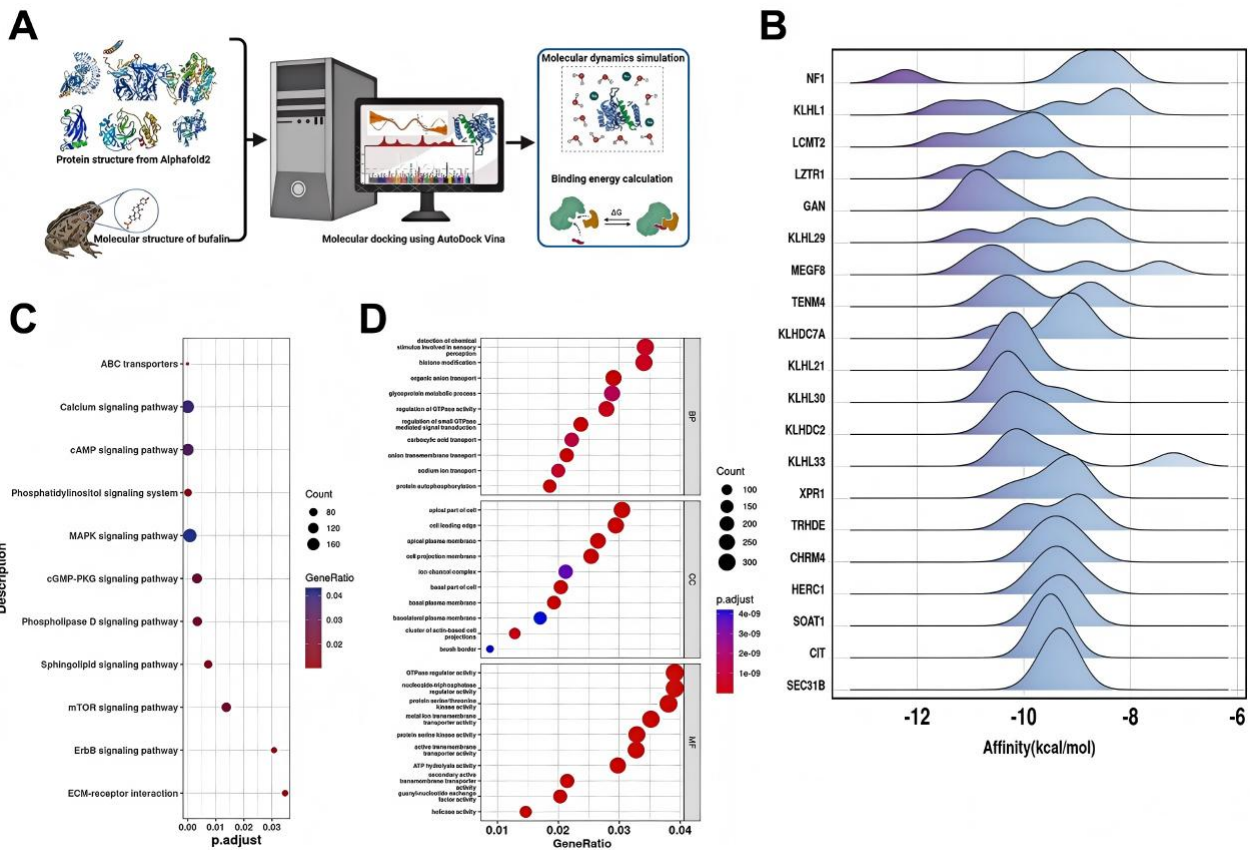 A
Protein structure from Alphafold2
Molecular structure of bufalin
Molecular docking using AutoDock Vina
Molecular dynamics simulation
Binding energy calculation
ΔG
B
NF1
KLHL1
LCMT2
LZTR1
GAN
KLHL29
MEGF8
TENM4
KLHDC7A
KLHL21
KLHL30
KLHDC2
KLHL33
XPR1
TRHDE
CHRM4
HERC1
SOAT1
CIT
SEC31B
-12
-10
-8
-6
Affinity(kcal/mol)
C
Description
ABC transporters
Calcium signaling pathway
cAMP signaling pathway
Phosphatidylinositol signaling system
MAPK signaling pathway
cGMP-PKG signaling pathway
Phospholipase D signaling pathway
Sphingolipid signaling pathway
mTOR signaling pathway
ErbB signaling pathway
ECM-receptor interaction
0.00
0.01
0.02
0.03
p.adjust
Count
80
120
160
GeneRatio
0.04
0.03
0.02
D
detection of chemical
stimulus involved in sensory
perception
histone modification
organic anion transport
glycoprotein metabolic process
regulation of GTPase activity
regulation of small GTPase
mediated signal transduction
carboxylic acid transport
anion transmembrane transport
sodium ion transport
protein autophosphorylation
BP
apical part of cell
cell leading edge
apical plasma membrane
cell projection membrane
ion channel complex
basal part of cell
basal plasma membrane
basolateral plasma membrane
cluster of actin-based cell
projections
brush border
CC
GTPase regulator activity
nucleoside-triphosphatase
regulator activity
protein serine/threonine
kinase activity
metal ion transmembrane
transporter activity
protein serine kinase activity
active transmembrane
transporter activity
ATP hydrolysis activity
secondary active
transmembrane transporter
activity
guanyl-nucleotide exchange
factor activity
helicase activity
MF
0.01
0.02
0.03
0.04
GeneRatio
Count
100
150
200
250
300
p.adjust
4e-09
3e-09
2e-09
1e-09